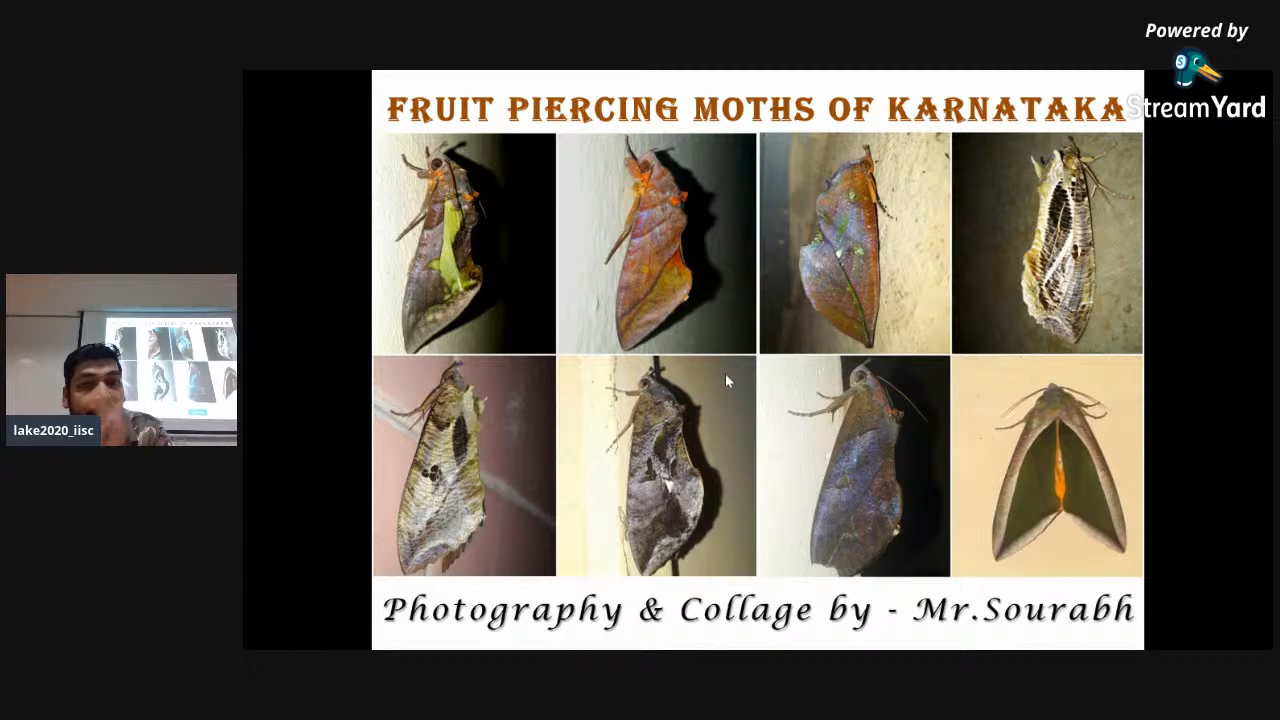 Powered by
StreamYard
FRUIT PIERCING MOTHS OF KARNATAKA
lake2020_iisc
Photography & Collage by - Mr.Sourabh